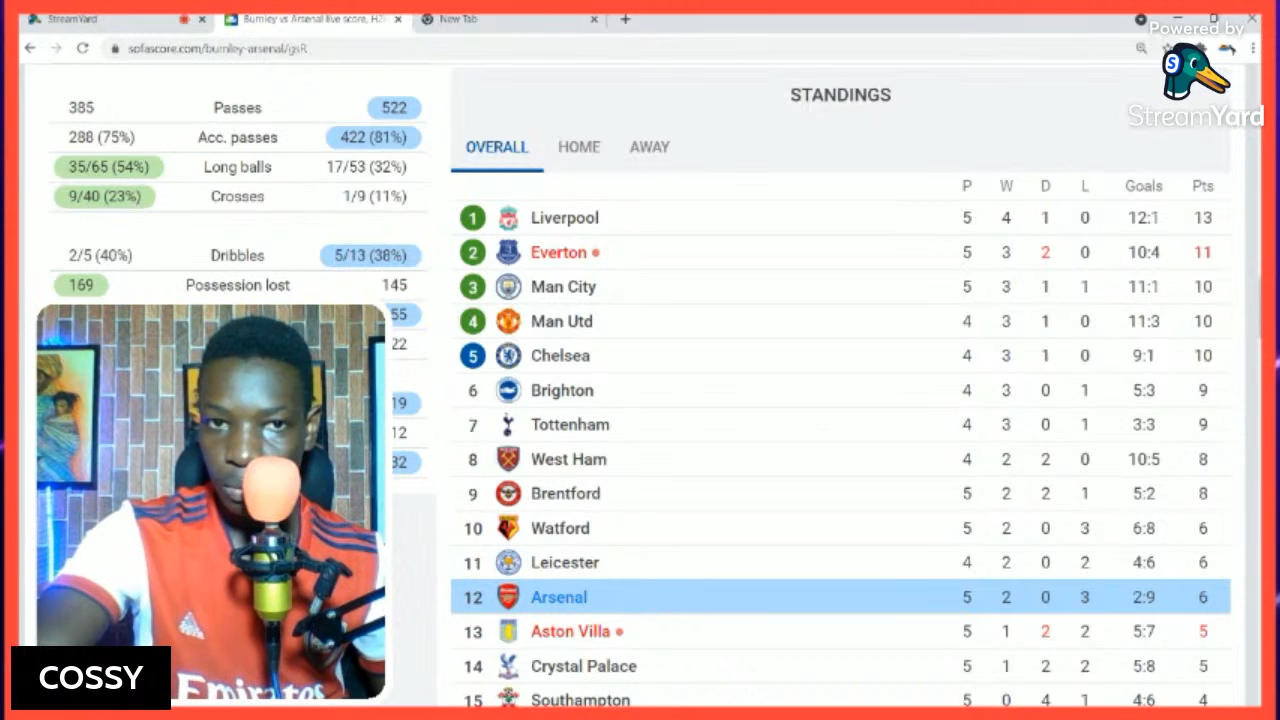 StreamYard
Burnley vs Arsenal live score, H2
New Tab
sofascore.com/burnley-arsenal/gsR
Powered by
S
StreamYard
385 Passes 522
288 (75%) Acc. passes 422 (81%)
35/65 (54%) Long balls 17/53 (32%)
9/40 (23%) Crosses 1/9 (11%)
2/5 (40%) Dribbles 5/13 (38%)
169 Possession lost 145
55
22
19
12
32
STANDINGS
OVERALL HOME AWAY
P W D L Goals Pts
1 Liverpool 5 4 1 0 12:1 13
2 Everton 5 3 2 0 10:4 11
3 Man City 5 3 1 1 11:1 10
4 Man Utd 4 3 1 0 11:3 10
5 Chelsea 4 3 1 0 9:1 10
6 Brighton 4 3 0 1 5:3 9
7 Tottenham 4 3 0 1 3:3 9
8 West Ham 4 2 2 0 10:5 8
9 Brentford 5 2 2 1 5:2 8
10 Watford 5 2 0 3 6:8 6
11 Leicester 4 2 0 2 4:6 6
12 Arsenal 5 2 0 3 2:9 6
13 Aston Villa 5 1 2 2 5:7 5
14 Crystal Palace 5 1 2 2 5:8 5
15 Southampton 5 0 4 1 4:6 4
Emirates
COSSY